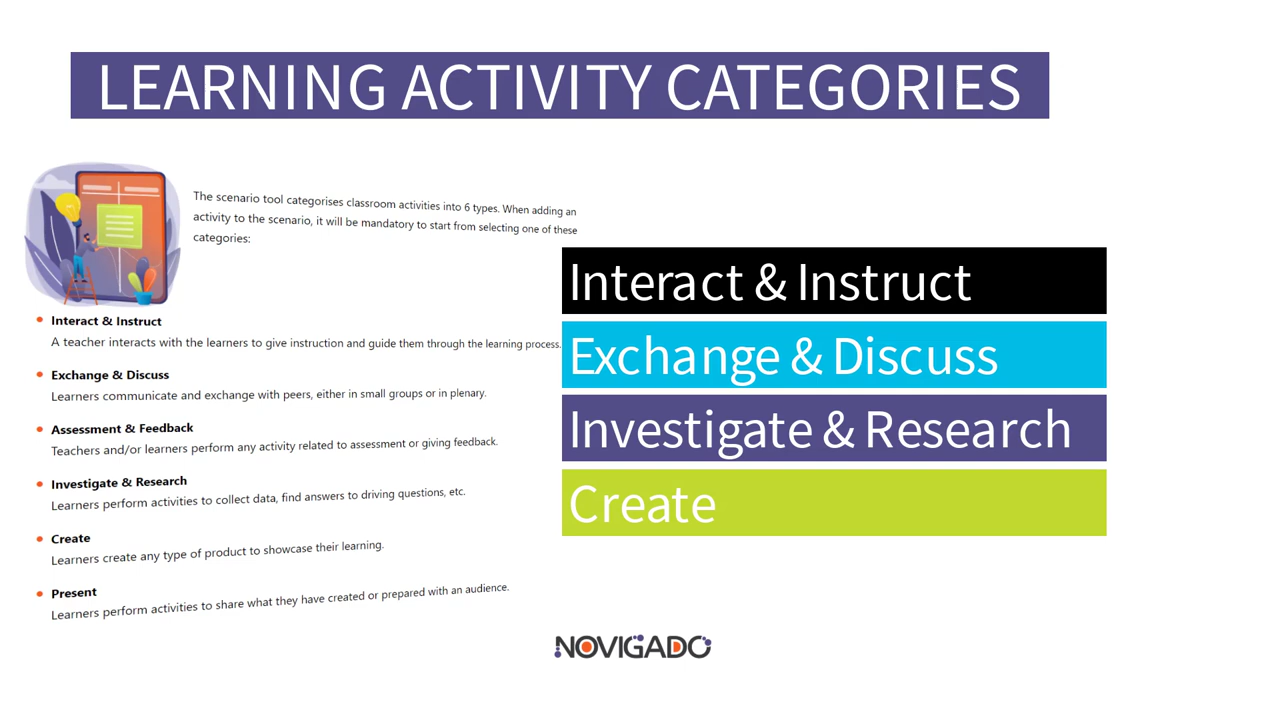 LEARNING ACTIVITY CATEGORIES
The scenario tool categorises classroom activities into 6 types. When adding an
activity to the scenario, it will be mandatory to start from selecting one of these
categories:
Interact & Instruct
A teacher interacts with the learners to give instruction and guide them through the learning process.
Exchange & Discuss
Learners communicate and exchange with peers, either in small groups or in plenary.
Assessment & Feedback
Teachers and/or learners perform any activity related to assessment or giving feedback.
Investigate & Research
Learners perform activities to collect data, find answers to driving questions, etc.
Create
Learners create any type of product to showcase their learning.
Present
Learners perform activities to share what they have created or prepared with an audience.
Interact & Instruct
Exchange & Discuss
Investigate & Research
Create
NOVIGADO